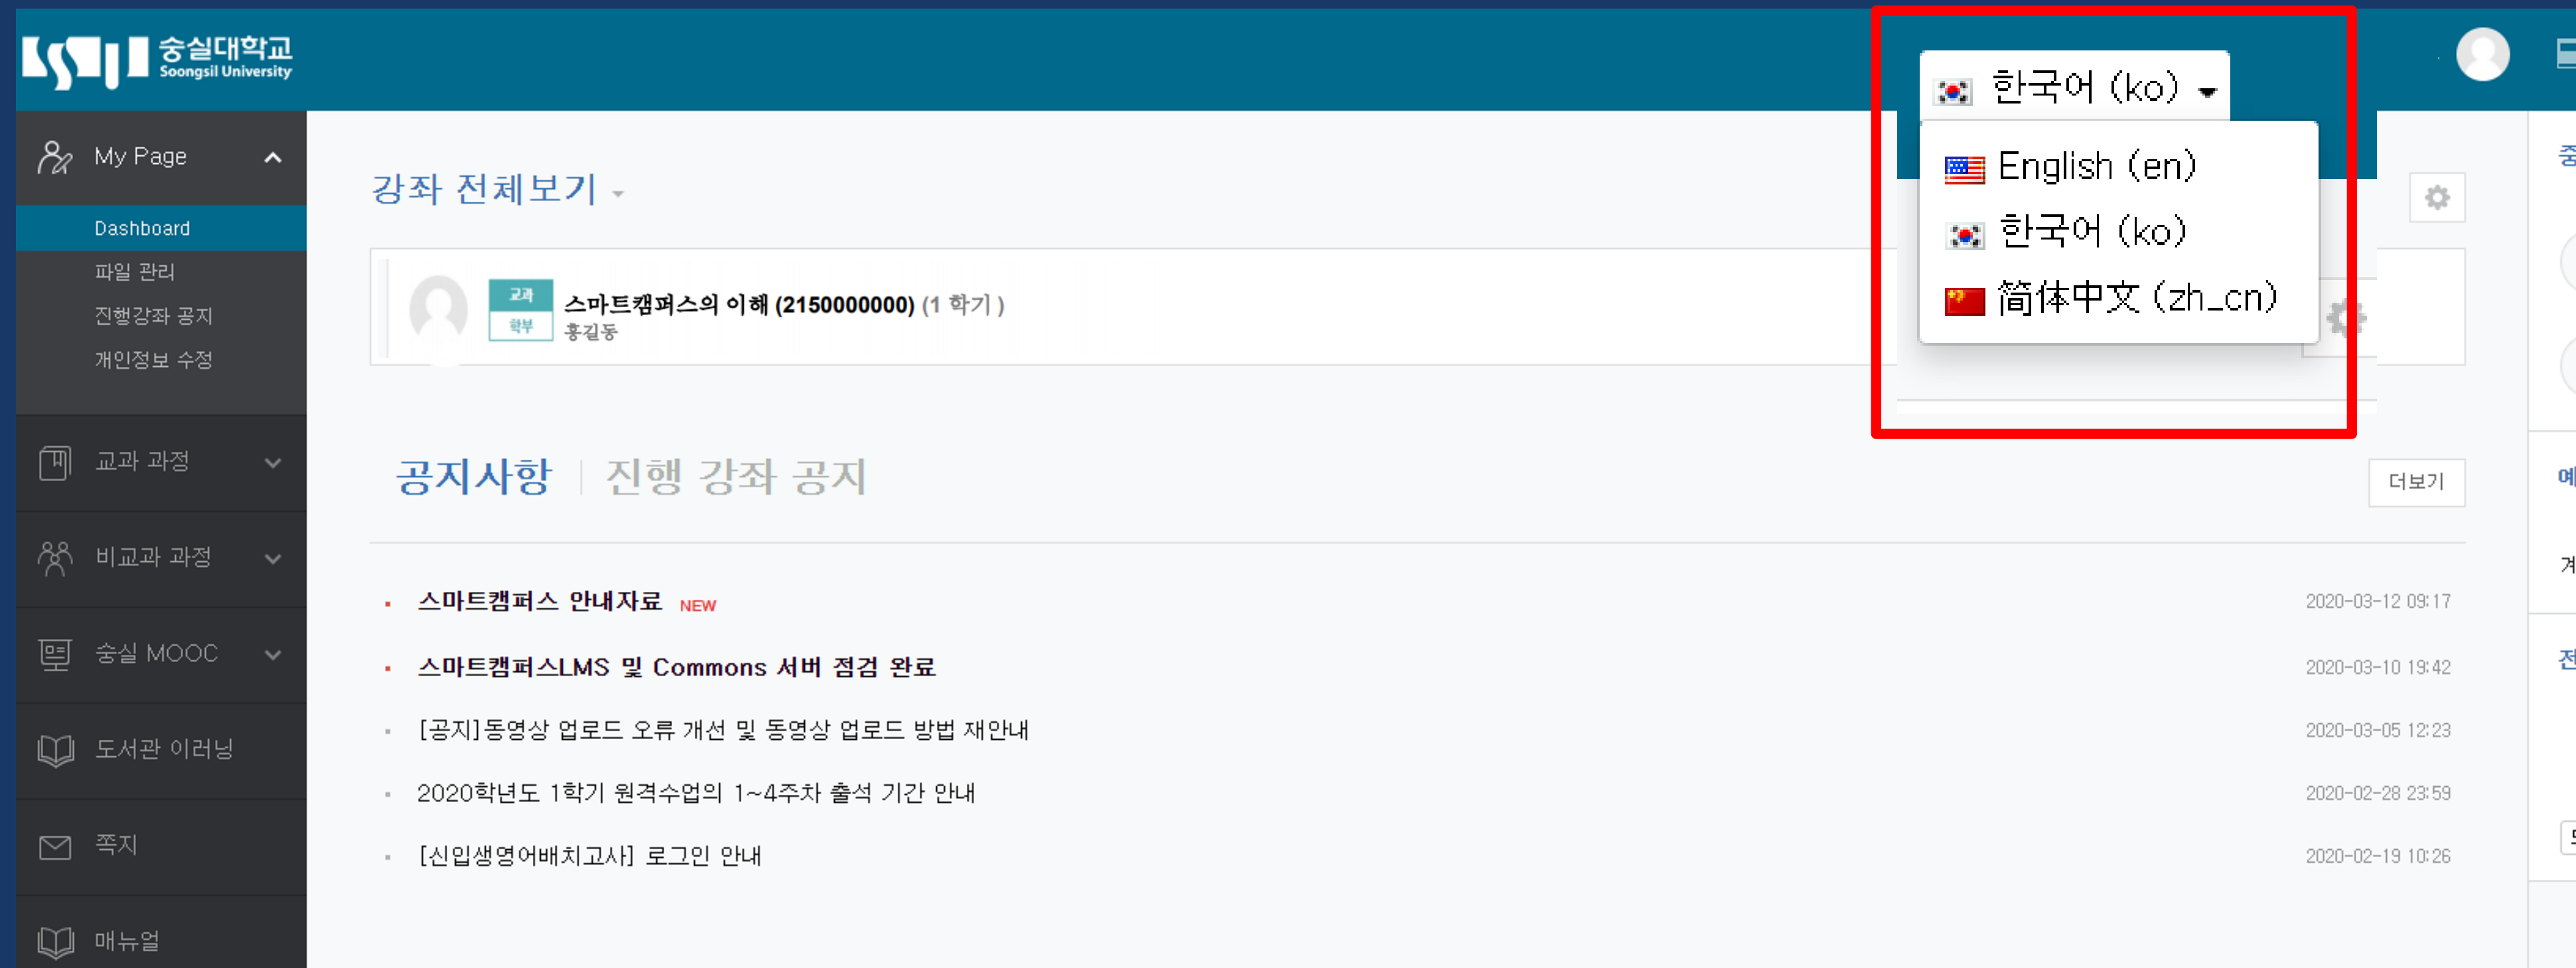 숭실대학교
Soongsil University
한국어 (ko)
English (en)
한국어 (ko)
简体中文 (zh_cn)
My Page
Dashboard
파일 관리
진행강좌 공지
개인정보 수정
교과 과정
비교과 과정
숭실 MOOC
도서관 이러닝
쪽지
매뉴얼
강좌 전체보기
교과
학부
스마트캠퍼스의 이해 (2150000000) (1 학기 )
홍길동
공지사항 진행 강좌 공지
더보기
스마트캠퍼스 안내자료 NEW 2020-03-12 09:17
스마트캠퍼스LMS 및 Commons 서버 점검 완료 2020-03-10 19:42
[공지]동영상 업로드 오류 개선 및 동영상 업로드 방법 재안내 2020-03-05 12:23
2020학년도 1학기 원격수업의 1~4주차 출석 기간 안내 2020-02-28 23:59
[신입생영어배치고사] 로그인 안내 2020-02-19 10:26